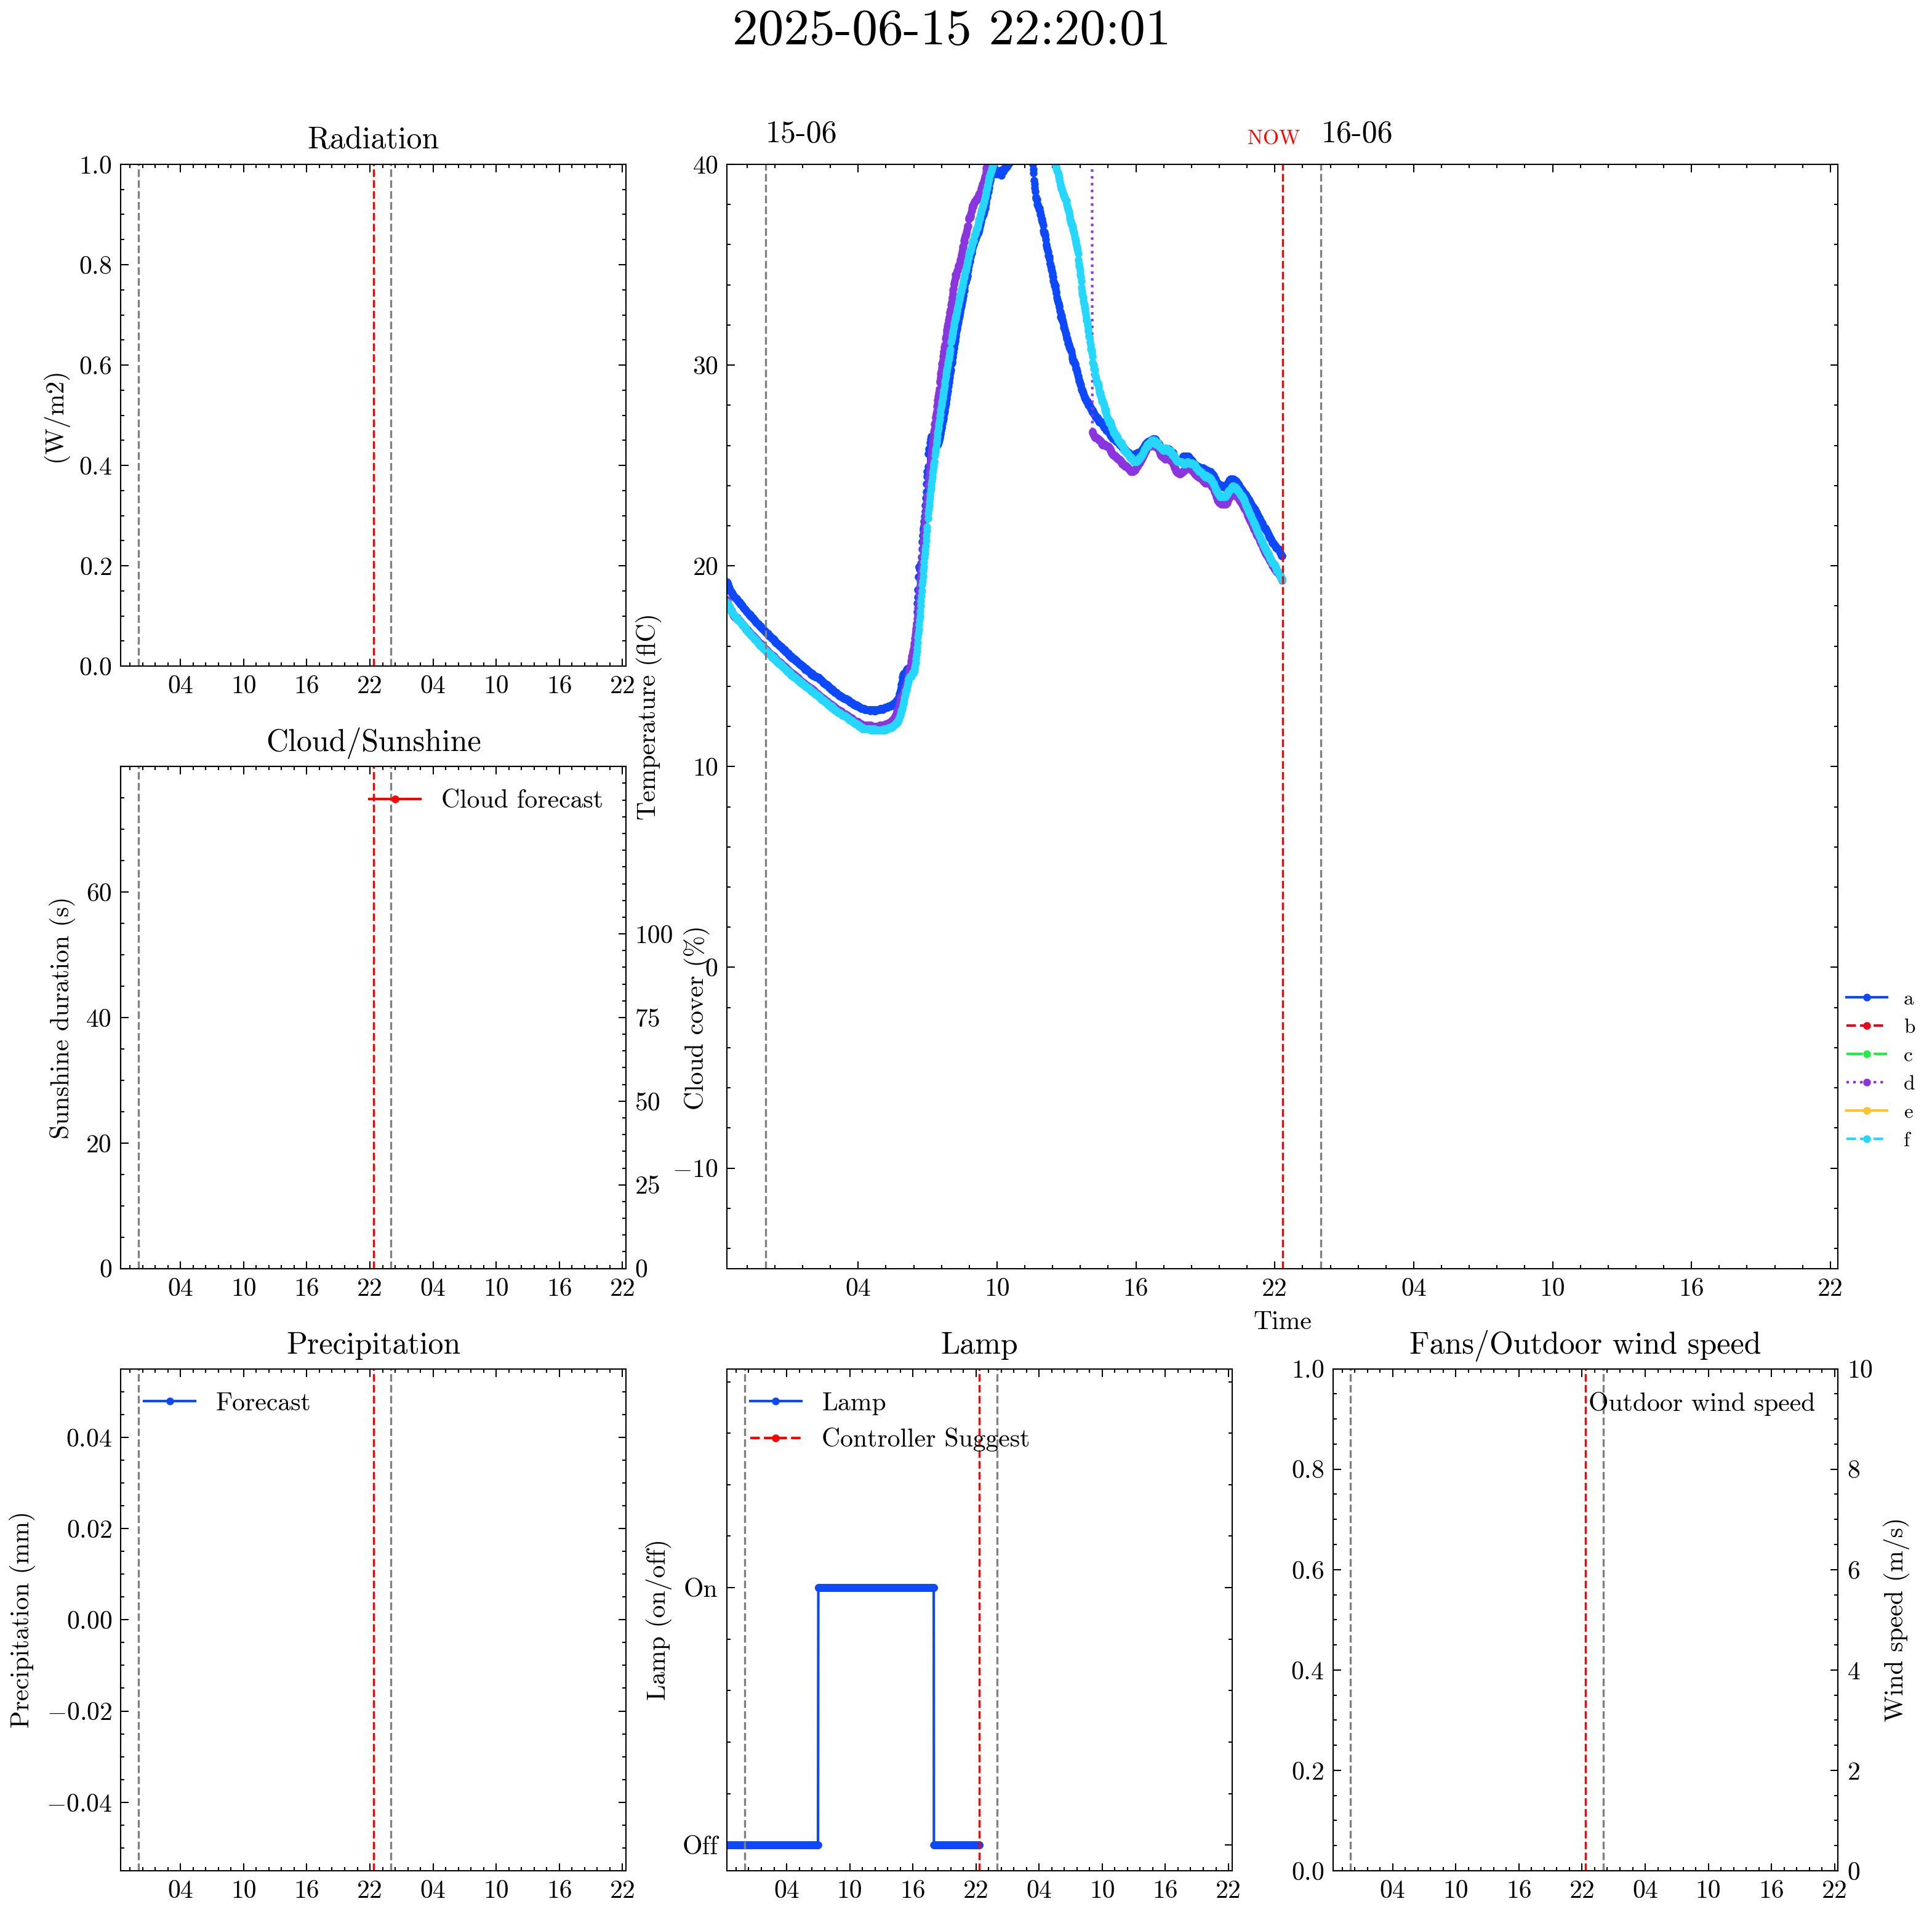 2025-06-15 22:20:01
Radiation
1.0
0.8
0.6
0.4
0.2
0.0
(W/m2)
04 10 16 22 04 10 16 22
15-06 NOW 16-06
40
30
20
10
0
−10
Temperature (flC)
04 10 16 22 04 10 16 22
Time
a
b
c
d
e
f
Cloud/Sunshine
Cloud forecast
60
40
20
0
Sunshine duration (s)
100
75
50
25
0
Cloud cover (%)
04 10 16 22 04 10 16 22
Precipitation
Forecast
0.04
0.02
0.00
−0.02
−0.04
Precipitation (mm)
04 10 16 22 04 10 16 22
Lamp
Lamp
Controller Suggest
On
Off
Lamp (on/off)
04 10 16 22 04 10 16 22
Fans/Outdoor wind speed
Outdoor wind speed
1.0
0.8
0.6
0.4
0.2
0.0
10
8
6
4
2
0
Wind speed (m/s)
04 10 16 22 04 10 16 22